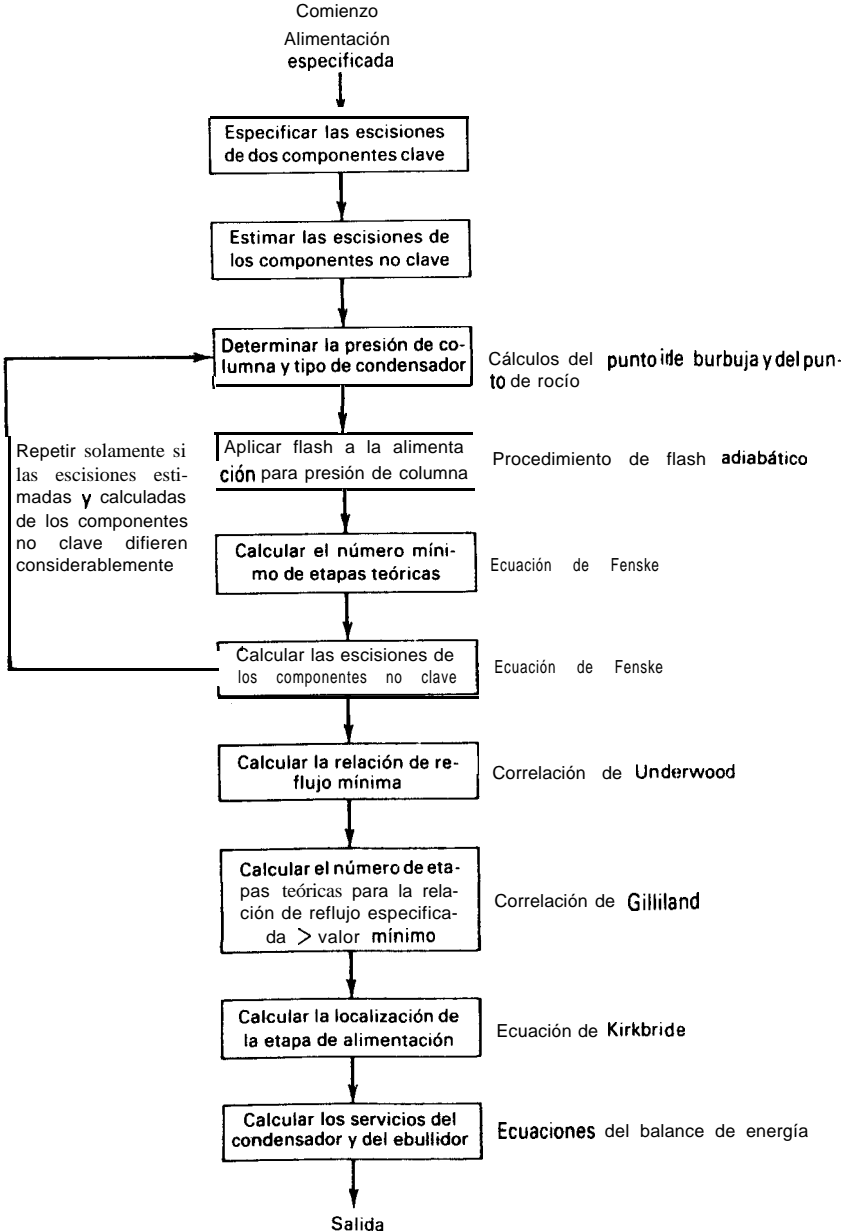 Comienzo
Alimentación
especificada
Especificar las escisiones
de dos componentes clave
Estimar las escisiones de
los componentes no clave
Determinar la presión de co-
lumna y tipo de condensador
Cálculos del punto de burbuja y del pun-
to de rocío
Repetir solamente si
las escisiones esti-
madas y calculadas
de los componentes
no clave difieren
considerablemente
Aplicar flash a la alimenta
ción para presión de columna
Procedimiento de flash adiabático
Calcular el número míni-
mo de etapas teóricas
Ecuación de Fenske
Calcular las escisiones de
los componentes no clave
Ecuación de Fenske
Calcular la relación de re-
flujo mínima
Correlación de Underwood
Calcular el número de eta-
pas teóricas para la rela-
ción de reflujo especifica-
da > valor mínimo
Correlación de Gilliland
Calcular la localización de
la etapa de alimentación
Ecuación de Kirkbride
Calcular los servicios del
condensador y del ebullidor
Ecuaciones del balance de energía
Salida